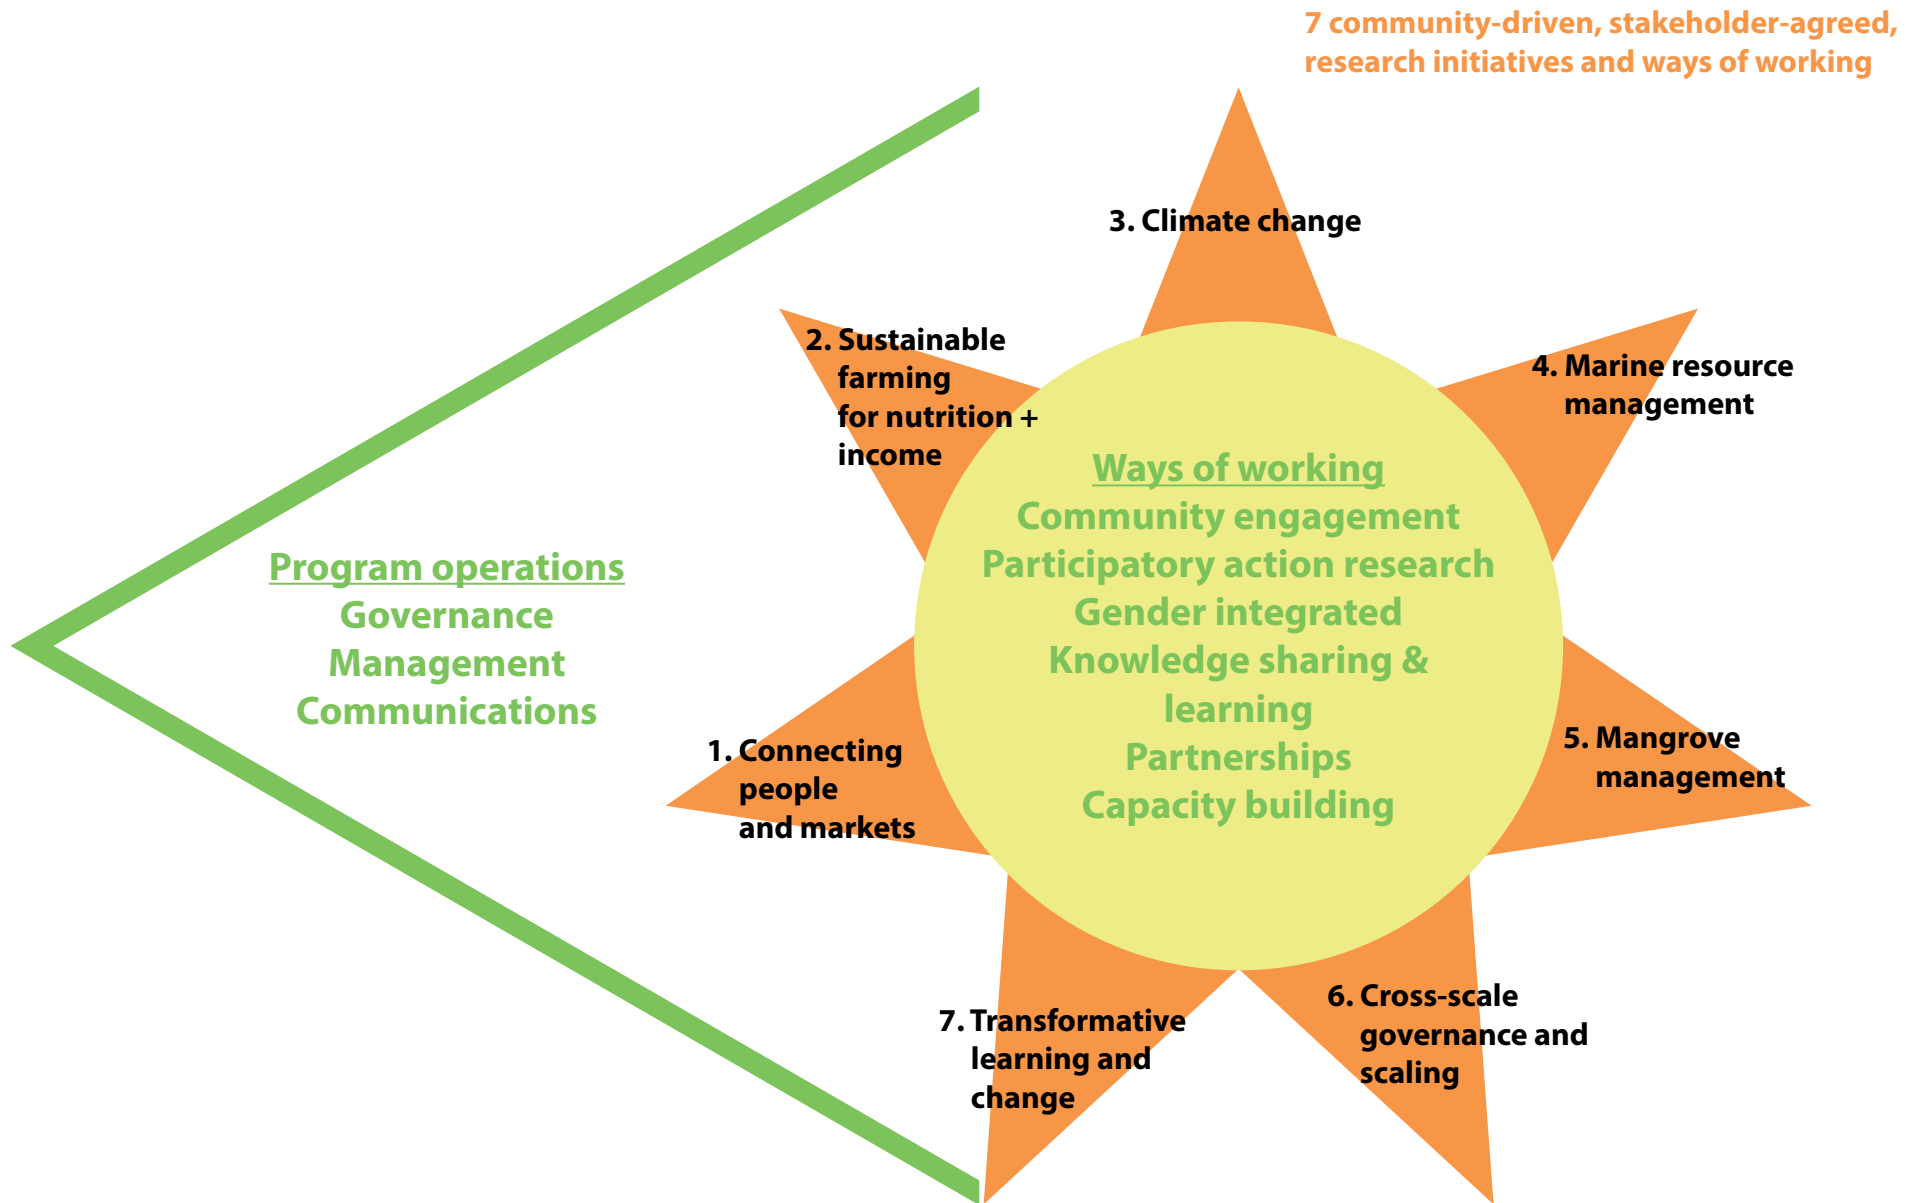 7 community-driven, stakeholder-agreed,
research initiatives and ways of working
3. Climate change
2. Sustainable
farming
for nutrition +
income
4. Marine resource
management
Program operations
Governance
Management
Communications
Ways of working
Community engagement
Participatory action research
Gender integrated
Knowledge sharing &
learning
Partnerships
Capacity building
1. Connecting
people
and markets
5. Mangrove
management
7. Transformative
learning and
change
6. Cross-scale
governance and
scaling